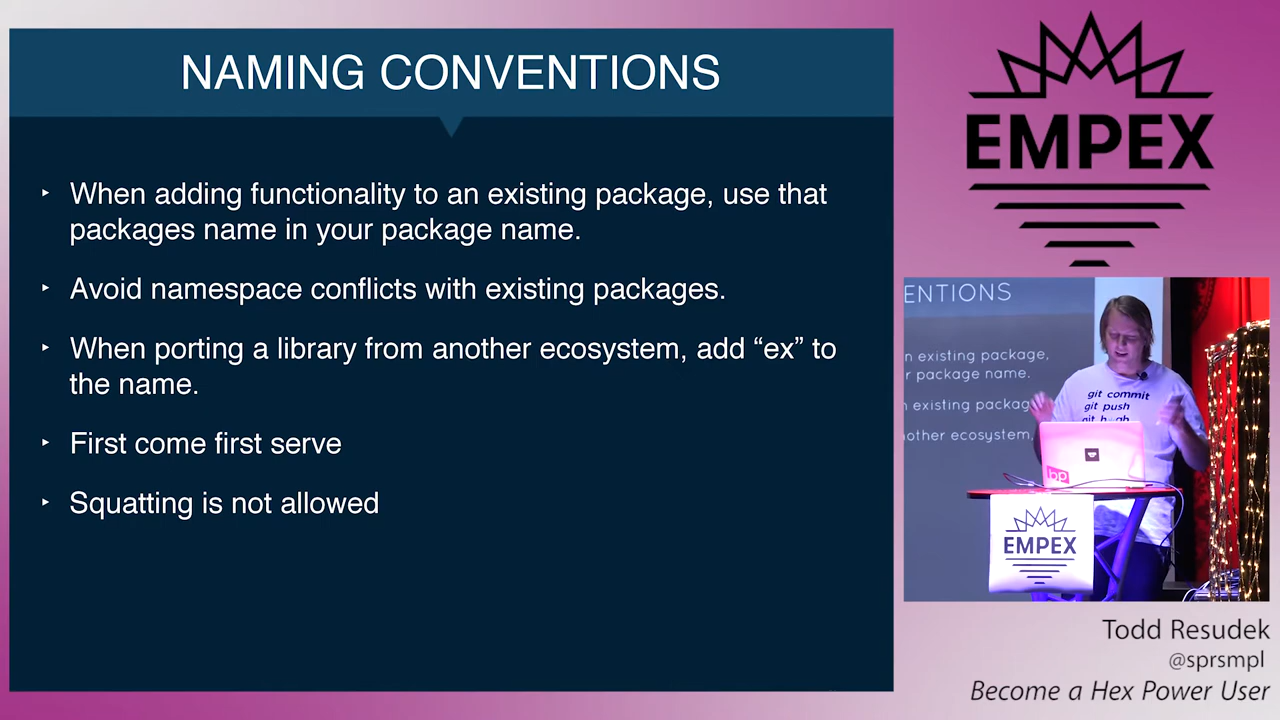 NAMING CONVENTIONS
‣ When adding functionality to an existing package, use that
packages name in your package name.
‣ Avoid namespace conflicts with existing packages.
‣ When porting a library from another ecosystem, add “ex” to
the name.
‣ First come first serve
‣ Squatting is not allowed
EMPEX
ENTIONS
n existing package,
r package name.
existing packag
other ecosystem,
git commit
git push
git
bp
EMPEX
Todd Resudek
@sprsmpl
Become a Hex Power User